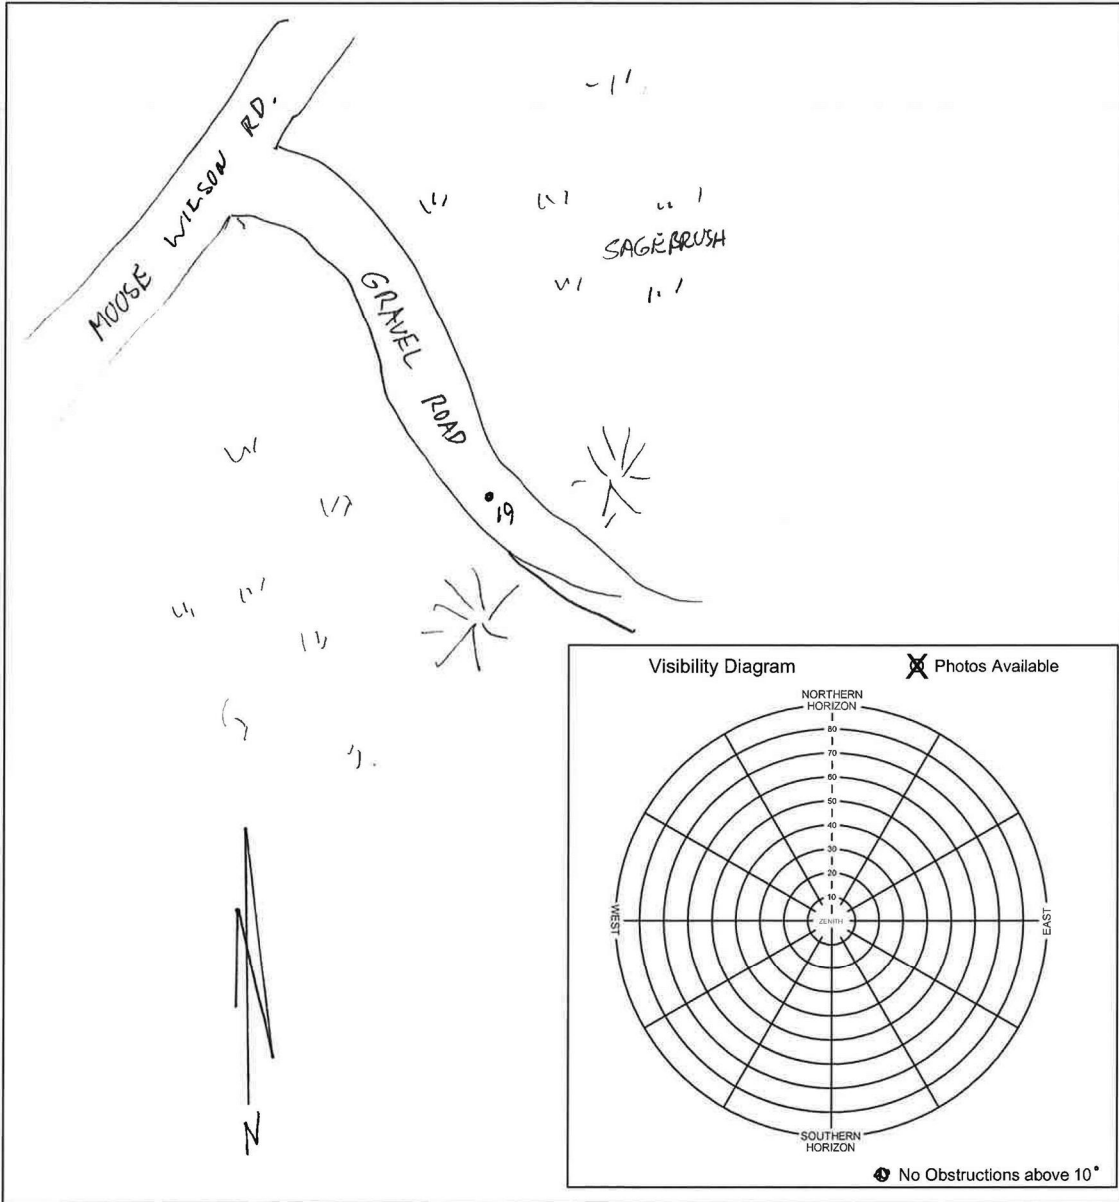 MOOSE WILSON RD.
SAGEBRUSH
GRAVEL ROAD
19
N
Visibility Diagram
Photos Available
NORTHERN
HORIZON
80
70
60
50
40
30
20
10
ZENITH
WEST
EAST
SOUTHERN
HORIZON
No Obstructions above 10°